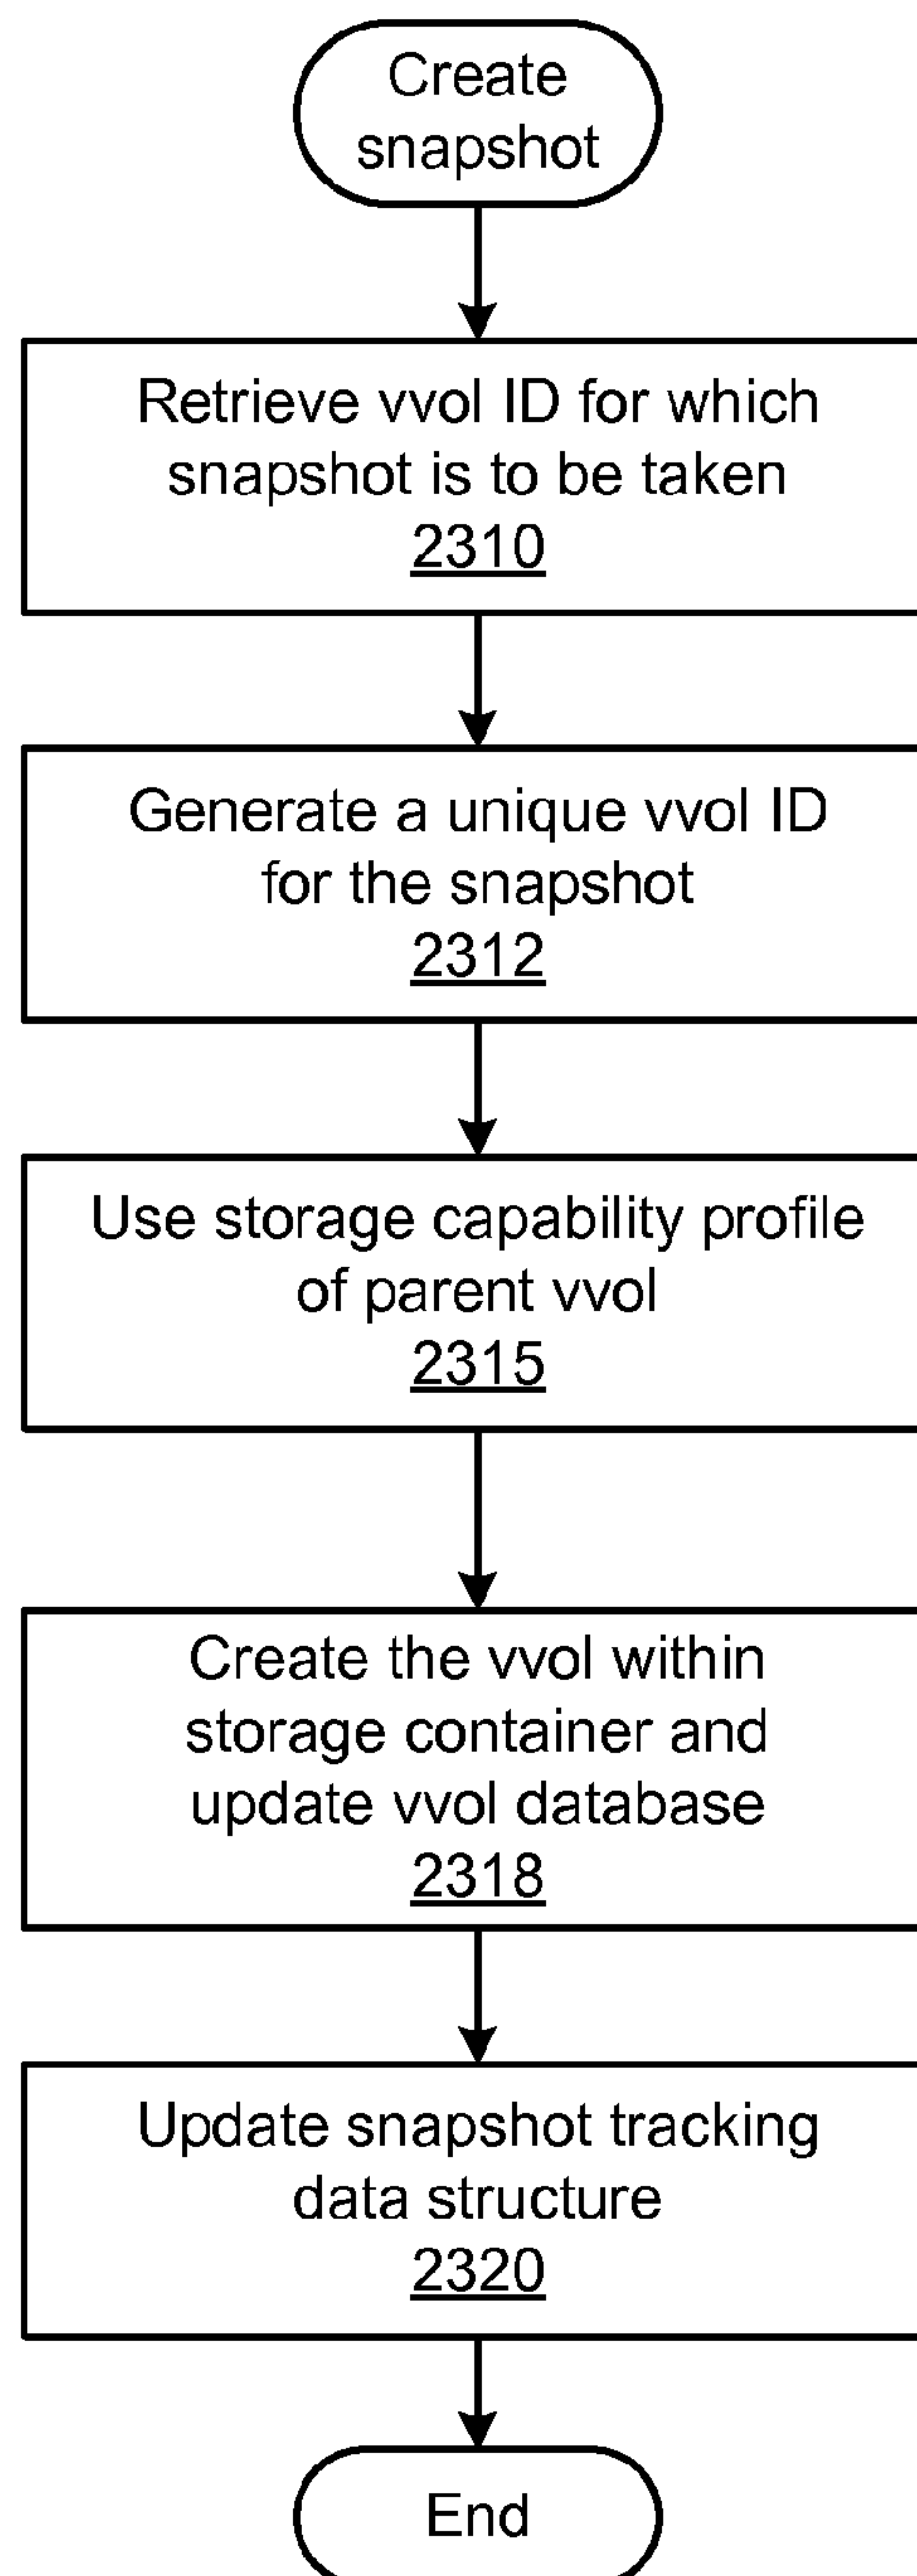 Create
snapshot
Retrieve vvol ID for which
snapshot is to be taken
2310
Generate a unique vvol ID
for the snapshot
2312
Use storage capability profile
of parent vvol
2315
Create the vvol within
storage container and
update vvol database
2318
Update snapshot tracking
data structure
2320
End